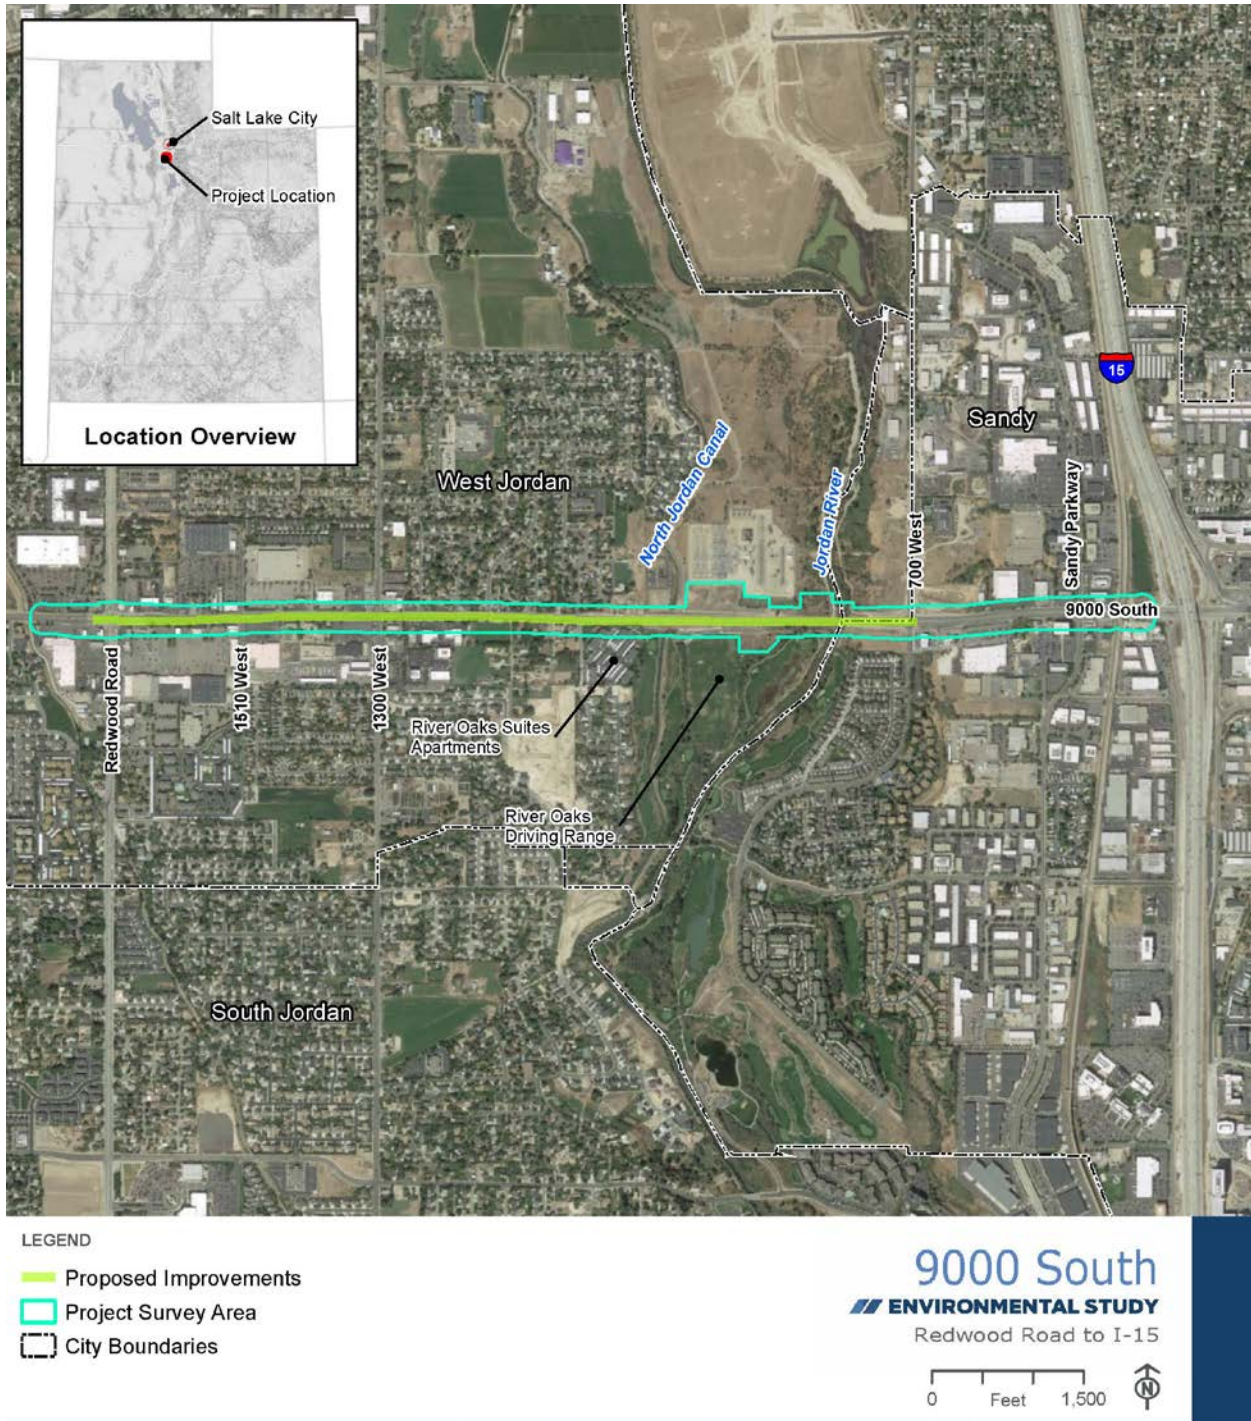 Salt Lake City
Project Location
Location Overview
15
Sandy
West Jordan
North Jordan Canal
Jordan River
700 West
Sandy Parkway
9000 South
Redwood Road
1510 West
1300 West
River Oaks Suites
Apartments
River Oaks
Driving Range
South Jordan
LEGEND
Proposed Improvements
Project Survey Area
City Boundaries
9000 South
ENVIRONMENTAL STUDY
Redwood Road to I-15
0 Feet 1,500
N